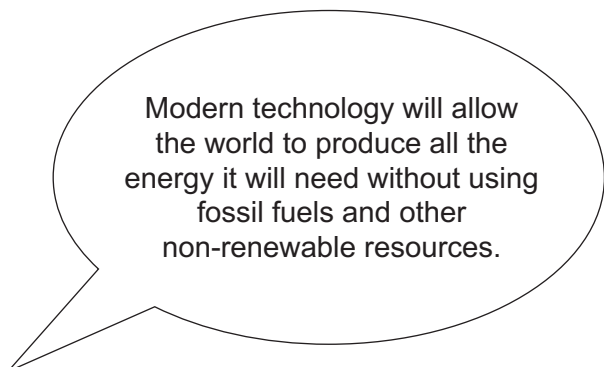 Modern technology will allow
the world to produce all the
energy it will need without using
fossil fuels and other
non-renewable resources.